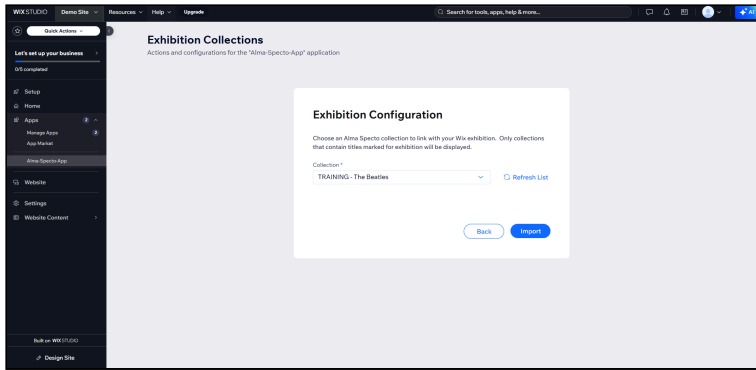 WIX STUDIO
Demo Site
Resources
Help
Upgrade
Search for tools, apps, help & more...
AI
Quick Actions
Let's set up your business
0/5 completed
Setup
Home
Apps 2
Manage Apps 2
App Market
Alma-Specto-App
Website
Settings
Website Content
Built on WIX STUDIO
Design Site
Exhibition Collections
Actions and configurations for the "Alma-Specto-App" application
Exhibition Configuration
Choose an Alma Specto collection to link with your Wix exhibition. Only collections
that contain titles marked for exhibition will be displayed.
Collection *
TRAINING - The Beatles
Refresh List
Back
Import